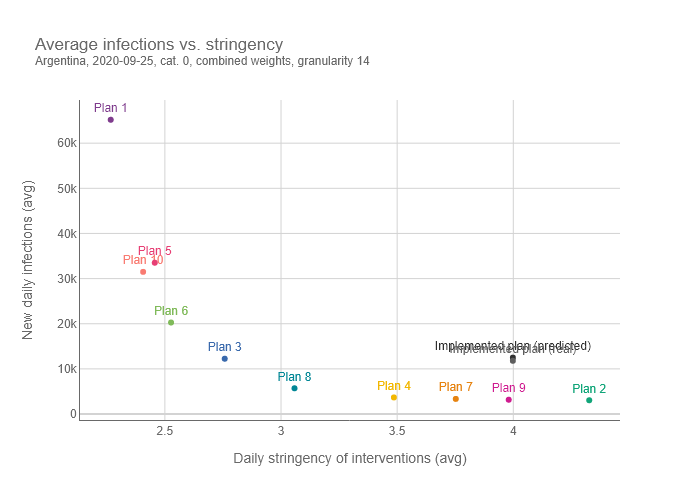 Average infections vs. stringency
Argentina, 2020-09-25, cat. 0, combined weights, granularity 14
Plan 1
60k
New daily infections (avg)
40k
Plan 5
Plan 10
30k
Plan 6
20k
Plan 3
Implemented plan (predicted)
Implemented plan (real)
10k
Plan 8
Plan 4
Plan 7
Plan 9
Plan 2
0
2.5
3
3.5
4
Daily stringency of interventions (avg)